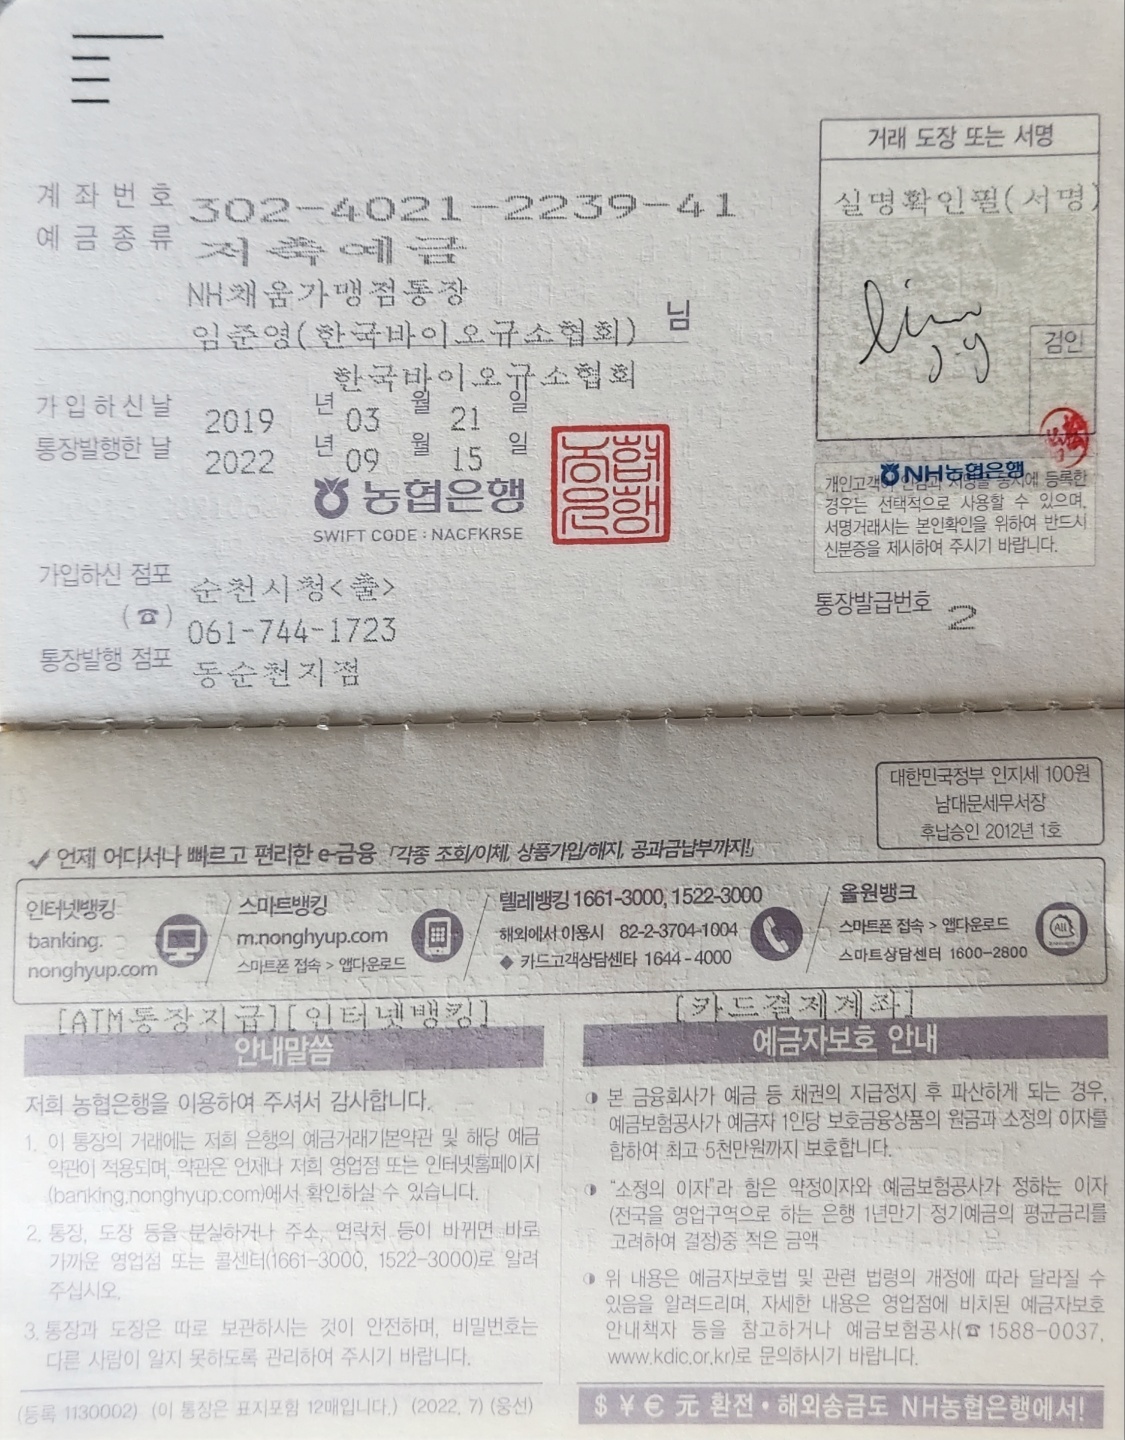 거래 도장 또는 서명
실명확인필(서명)
계좌번호 302-4021-2239-41
예금종류 저축예금
NH채움가맹점통장
임준영(한국바이오규소협회) 님
한국바이오규소협회
검인
가입하신날 2019 년 03 월 21 일
통장발행한 날 2022 년 09 월 15 일
농협은행
SWIFT CODE : NACFKRSE
농협은행
NH농협은행
개인고객이 인감과 서명을 동시에 등록한
경우는 선택적으로 사용할 수 있으며,
서명거래시는 본인확인을 위하여 반드시
신분증을 제시하여 주시기 바랍니다.
가입하신 점포 순천시청<출>
(☎) 061-744-1723
통장발행 점포 동순천지점
통장발급번호 2
대한민국정부 인지세 100원
남대문세무서장
후납승인 2012년 1호
✓ 언제 어디서나 빠르고 편리한 e-금융 「각종 조회/이체, 상품가입/해지, 공과금납부까지!」
인터넷뱅킹
banking.
nonghyup.com
스마트뱅킹
m.nonghyup.com
스마트폰 접속 > 앱다운로드
텔레뱅킹 1661-3000, 1522-3000
해외에서 이용시 82-2-3704-1004
◆ 카드고객상담센타 1644-4000
올원뱅크
스마트폰 접속 > 앱다운로드
스마트상담센터 1600-2800
[ATM통장지급][인터넷뱅킹] [카드결제계좌]
안내말씀
저희 농협은행을 이용하여 주셔서 감사합니다.
1. 이 통장의 거래에는 저희 은행의 예금거래기본약관 및 해당 예금
약관이 적용되며, 약관은 언제나 저희 영업점 또는 인터넷홈페이지
(banking.nonghyup.com)에서 확인하실 수 있습니다.
2. 통장, 도장 등을 분실하거나 주소, 연락처 등이 바뀌면 바로
가까운 영업점 또는 콜센터(1661-3000, 1522-3000)로 알려
주십시오.
3. 통장과 도장은 따로 보관하시는 것이 안전하며, 비밀번호는
다른 사람이 알지 못하도록 관리하여 주시기 바랍니다.
(등록 1130002) (이 통장은 표지포함 12매입니다.) (2022. 7) (웅선)
예금자보호 안내
본 금융회사가 예금 등 채권의 지급정지 후 파산하게 되는 경우,
예금보험공사가 예금자 1인당 보호금융상품의 원금과 소정의 이자를
합하여 최고 5천만원까지 보호합니다.
"소정의 이자"라 함은 약정이자와 예금보험공사가 정하는 이자
(전국을 영업구역으로 하는 은행 1년만기 정기예금의 평균금리를
고려하여 결정)중 적은 금액
위 내용은 예금자보호법 및 관련 법령의 개정에 따라 달라질 수
있음을 알려드리며, 자세한 내용은 영업점에 비치된 예금자보호
안내책자 등을 참고하거나 예금보험공사(☎1588-0037,
www.kdic.or.kr)로 문의하시기 바랍니다.
$ ¥ € 元 환전 • 해외송금도 NH농협은행에서!